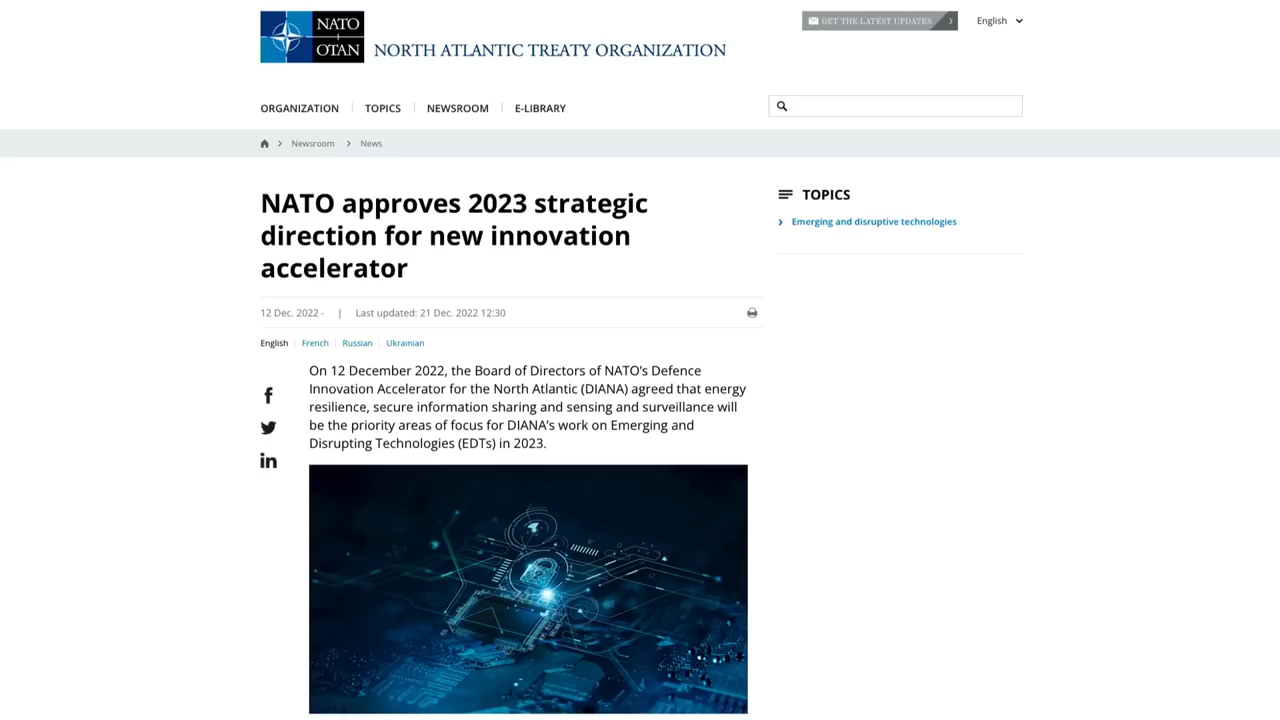 NATO
OTAN
NORTH ATLANTIC TREATY ORGANIZATION
GET THE LATEST UPDATES
English
ORGANIZATION
TOPICS
NEWSROOM
E-LIBRARY
Newsroom
News
NATO approves 2023 strategic
direction for new innovation
accelerator
12 Dec. 2022 - | Last updated: 21 Dec. 2022 12:30
English
French
Russian
Ukrainian
On 12 December 2022, the Board of Directors of NATO’s Defence
Innovation Accelerator for the North Atlantic (DIANA) agreed that energy
resilience, secure information sharing and sensing and surveillance will
be the priority areas of focus for DIANA’s work on Emerging and
Disrupting Technologies (EDTs) in 2023.
TOPICS
Emerging and disruptive technologies